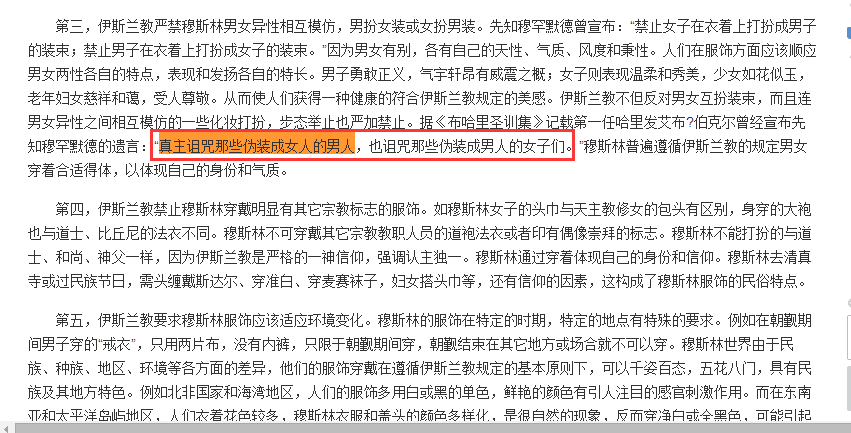 第三，伊斯兰教严禁穆斯林男女异性相互模仿，男扮女装或女扮男装。先知穆罕默德曾宣布：“禁止女子在衣着上打扮成男子
的装束；禁止男子在衣着上打扮成女子的装束。”因为男女有别，各有自己的天性、气质、风度和秉性。人们在服饰方面应该顺应
男女两性各自的特点，表现和发扬各自的特长。男子勇敢正义，气宇轩昂有威震之概；女子则表现温柔和秀美，少女如花似玉，
老年妇女慈祥和蔼，受人尊敬。从而使人们获得一种健康的符合伊斯兰教规定的美感。伊斯兰教不但反对男女互扮装束，而且连
男女异性之间相互模仿的一些化妆打扮，步态举止也严加禁止。据《布哈里圣训集》记载第一任哈里发艾布?伯克尔曾经宣布先
知穆罕默德的遗言：“真主诅咒那些伪装成女人的男人，也诅咒那些伪装成男人的女子们。”穆斯林普遍遵循伊斯兰教的规定男女
穿着合适得体，以体现自己的身份和气质。
第四，伊斯兰教禁止穆斯林穿戴明显有其它宗教标志的服饰。如穆斯林女子的头巾与天主教修女的包头有区别，身穿的大袍
也与道士、比丘尼的法衣不同。穆斯林不可穿戴其它宗教教职人员的道袍法衣或者印有偶像崇拜的标志。穆斯林不能打扮的与道
士、和尚、神父一样，因为伊斯兰教是严格的一神信仰，强调认主独一。穆斯林通过穿着体现自己的身份和信仰。穆斯林去清真
寺或过民族节日，需头缠戴斯达尔、穿准白、穿麦赛袜子，妇女搭头巾等，还有信仰的因素，这构成了穆斯林服饰的民俗特点。
第五，伊斯兰教要求穆斯林服饰应该适应环境变化。穆斯林的服饰在特定的时期，特定的地点有特殊的要求。例如在朝觐期
间男子穿的“戒衣”，只用两片布，没有内裤，只限于朝觐期间穿，朝觐结束在其它地方或场合就不可以穿。穆斯林世界由于民
族、种族、地区、环境等各方面的差异，他们的服饰穿戴在遵循伊斯兰教规定的基本原则下，可以千姿百态，五花八门，具有民
族及其地方特色。例如北非国家和海湾地区，人们的服饰多用白或黑的单色，鲜艳的颜色有引人注目的感官刺激作用。而在东南
亚和太平洋岛屿地区，人们衣着花色较多，穆斯林衣服和盖头的颜色多样化，是很自然的现象，反而穿净白或全黑色，可能引起